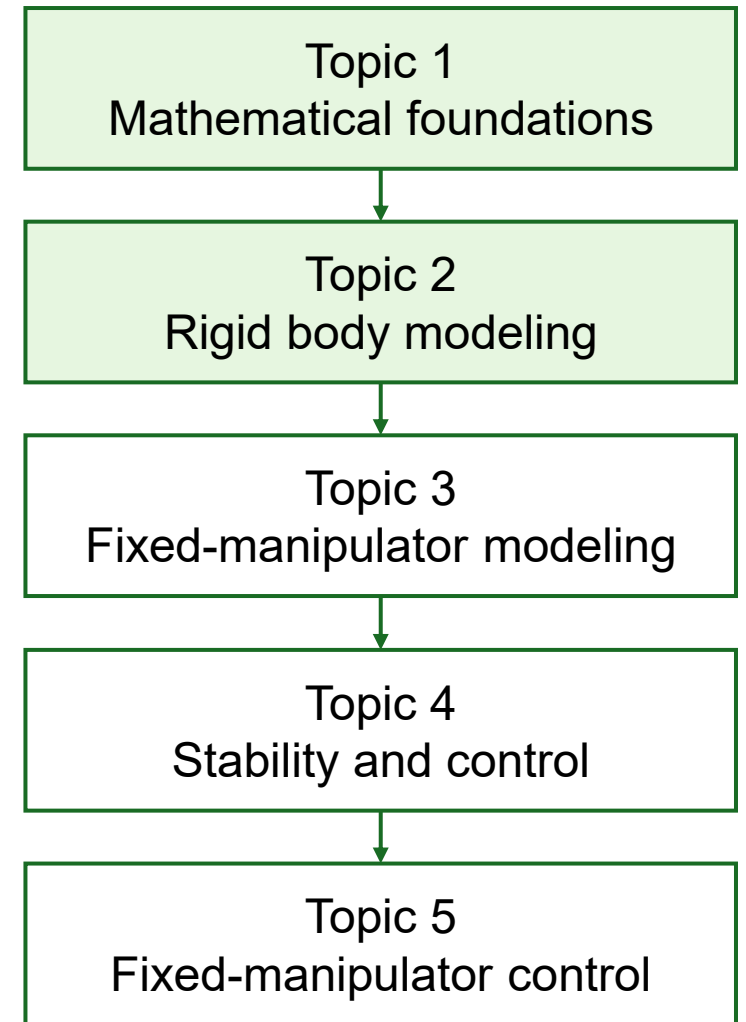 Topic 1
Mathematical foundations
Topic 2
Rigid body modeling
Topic 3
Fixed-manipulator modeling
Topic 4
Stability and control
Topic 5
Fixed-manipulator control